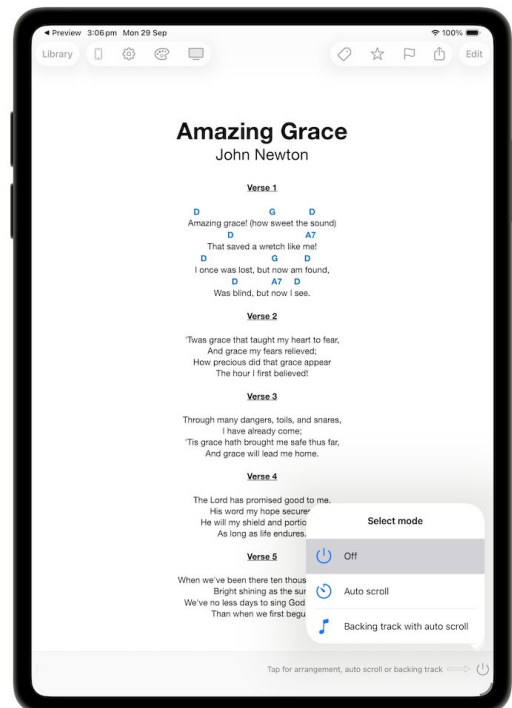 Preview 3:06 pm Mon 29 Sep 100%
Library Edit
Amazing Grace
John Newton
Verse 1
D G D
Amazing grace! (how sweet the sound)
D A7
That saved a wretch like me!
D G D
I once was lost, but now am found,
D A7 D
Was blind, but now I see.
Verse 2
'Twas grace that taught my heart to fear,
And grace my fears relieved;
How precious did that grace appear
The hour I first believed!
Verse 3
Through many dangers, toils, and snares,
I have already come;
'Tis grace hath brought me safe thus far,
And grace will lead me home.
Verse 4
The Lord has promised good to me.
His word my hope secure
He will my shield and portio
As long as life endures.
Verse 5
When we've been there ten thous
Bright shining as the su
We've no less days to sing God
Than when we first begu
Select mode
Off
Auto scroll
Backing track with auto scroll
Tap for arrangement, auto scroll or backing track